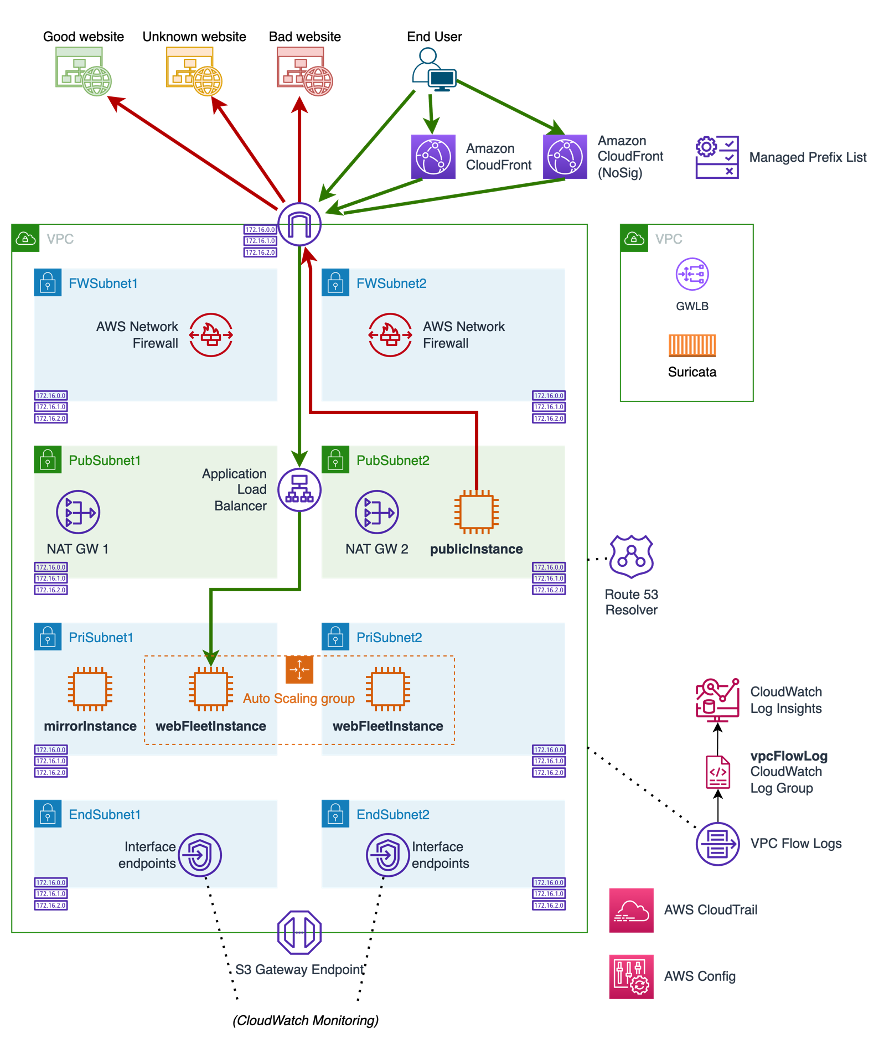 Good website
Unknown website
Bad website
End User
Amazon
CloudFront
Amazon
CloudFront
(NoSig)
Managed Prefix List
172.16.0.0
172.16.1.0
172.16.2.0
VPC
VPC
GWLB
Suricata
FWSubnet1
AWS Network
Firewall
172.16.0.0
172.16.1.0
172.16.2.0
FWSubnet2
AWS Network
Firewall
172.16.0.0
172.16.1.0
172.16.2.0
PubSubnet1
NAT GW 1
172.16.0.0
172.16.1.0
172.16.2.0
Application
Load
Balancer
PubSubnet2
NAT GW 2
publicInstance
172.16.0.0
172.16.1.0
172.16.2.0
Route 53
Resolver
PriSubnet1
mirrorInstance
webFleetInstance
172.16.0.0
172.16.1.0
172.16.2.0
Auto Scaling group
PriSubnet2
webFleetInstance
172.16.0.0
172.16.1.0
172.16.2.0
CloudWatch
Log Insights
vpcFlowLog
CloudWatch
Log Group
VPC Flow Logs
EndSubnet1
Interface
endpoints
172.16.0.0
172.16.1.0
172.16.2.0
EndSubnet2
Interface
endpoints
172.16.0.0
172.16.1.0
172.16.2.0
AWS CloudTrail
AWS Config
S3 Gateway Endpoint
(CloudWatch Monitoring)